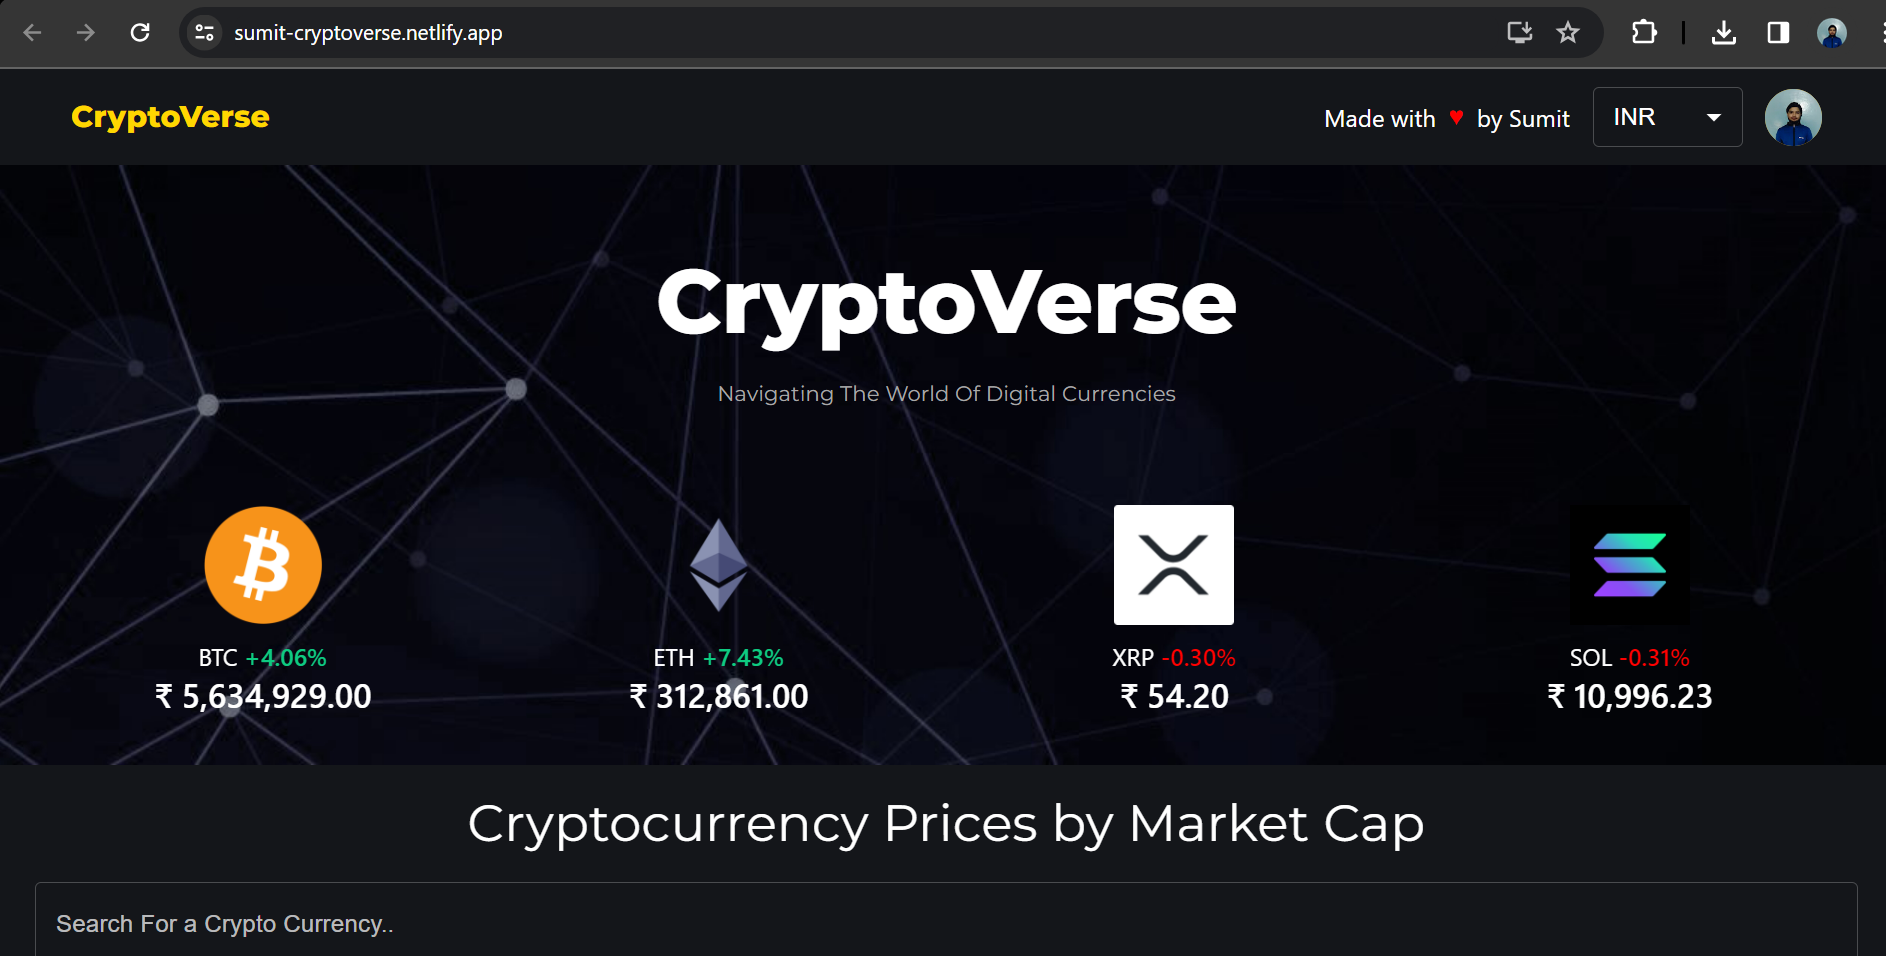 sumit-cryptoverse.netlify.app
CryptoVerse
Made with ♥ by Sumit
INR
CryptoVerse
Navigating The World Of Digital Currencies
BTC +4.06%
₹ 5,634,929.00
ETH +7.43%
₹ 312,861.00
XRP -0.30%
₹ 54.20
SOL -0.31%
₹ 10,996.23
Cryptocurrency Prices by Market Cap
Search For a Crypto Currency..